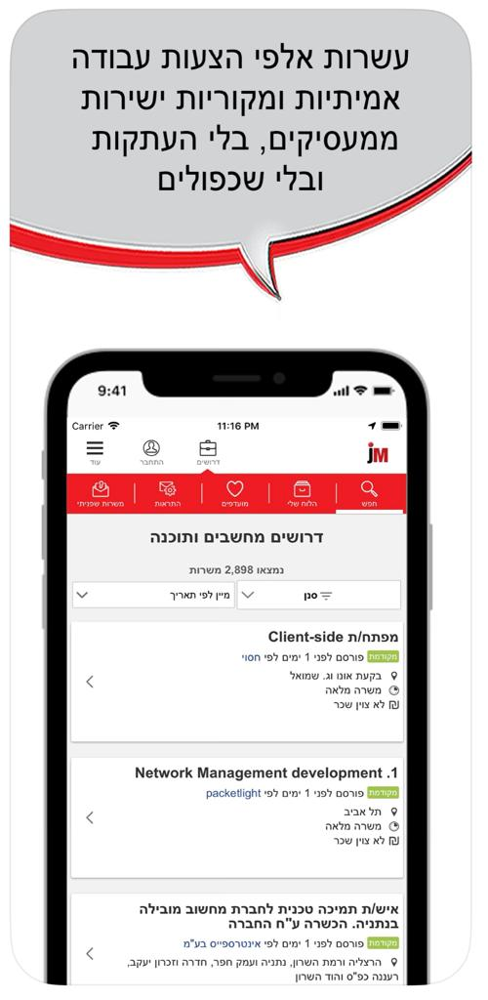 עשרות אלפי הצעות עבודה
אמיתיות ומקוריות ישירות
ממעסיקים, בלי העתקות
ובלי שכפולים
9:41
Carrier 11:16 PM
דרושים
התחבר
עוד
jM
חפש
הלוח שלי
מועדפים
התראות
משרות שפניתי
דרושים מחשבים ותוכנה
נמצאו 2,898 משרות
סנן
מיין לפי תאריך
מפתח/ת Client-side
מקודמת פורסם לפני 1 ימים לפי חסוי
בקעת אונו וג. שמואל
משרה מלאה
לא צוין שכר
Network Management development .1
מקודמת פורסם לפני 1 ימים לפי packetlight
תל אביב
משרה מלאה
לא צוין שכר
איש/ת תמיכה טכנית לחברת מחשוב מובילה
בנתניה. הכשרה ע"ח החברה
מקודמת פורסם לפני 1 ימים לפי אינטרספייס בע"מ
הרצליה ורמת השרון, נתניה ועמק חפר, חדרה וזכרון יעקב,
רעננה כפ"ס והוד השרון